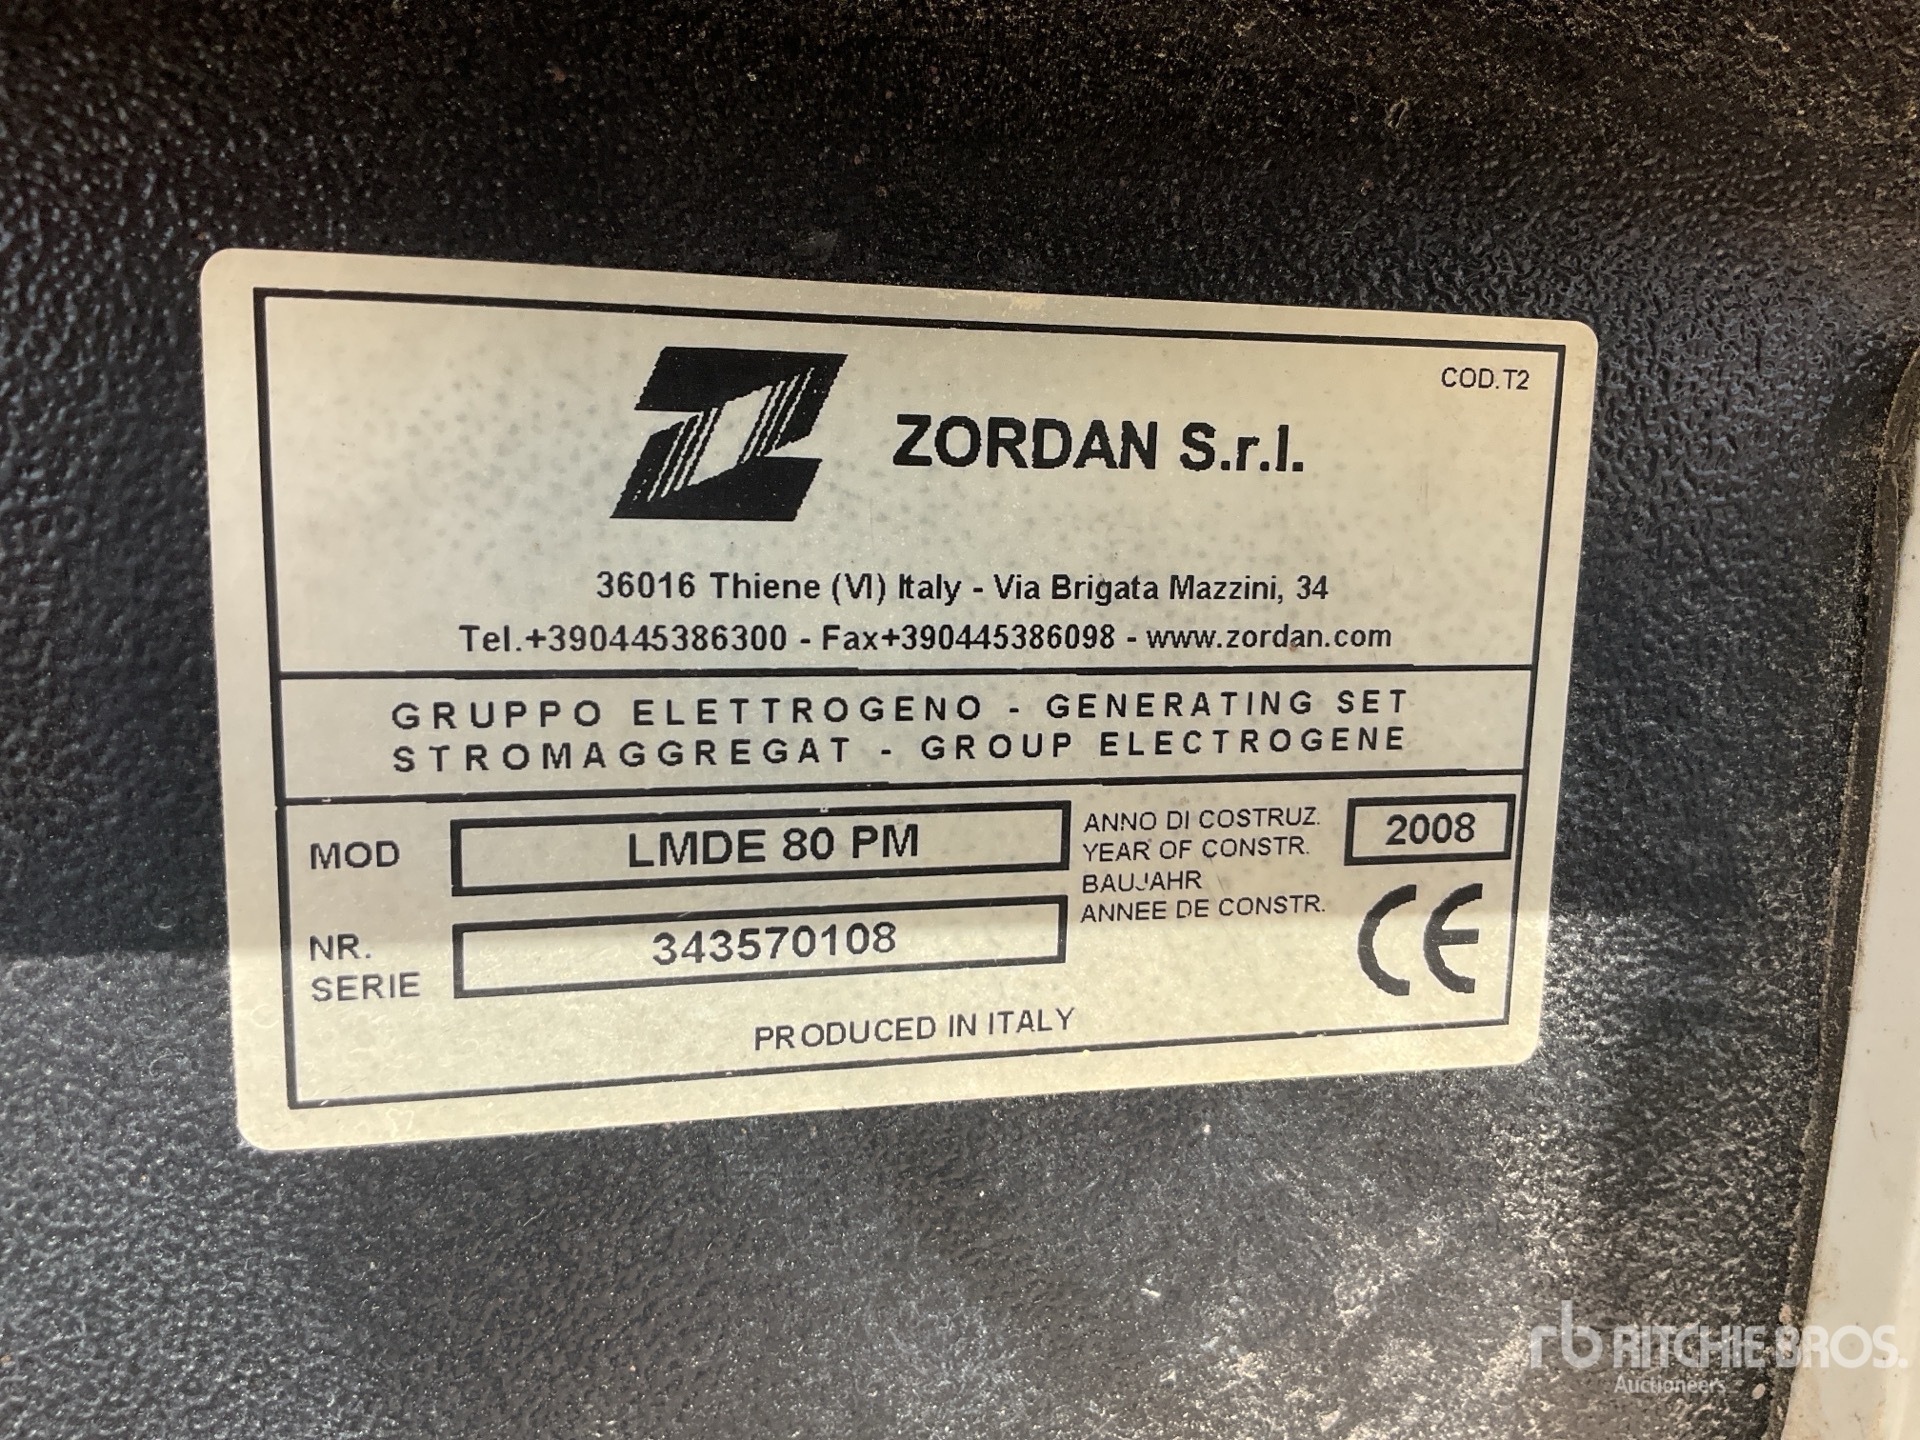 COD.T2
ZORDAN S.r.l.
36016 Thiene (VI) Italy - Via Brigata Mazzini, 34
Tel.+390445386300 - Fax+390445386098 - www.zordan.com
GRUPPO ELETTROGENO - GENERATING SET
STROMAGGREGAT - GROUP ELECTROGENE
MOD LMDE 80 PM
ANNO DI COSTRUZ. 2008
YEAR OF CONSTR.
BAUJAHR
ANNEE DE CONSTR.
NR.
SERIE 343570108
CE
PRODUCED IN ITALY
rb RITCHIE BROS.
Auctioneers